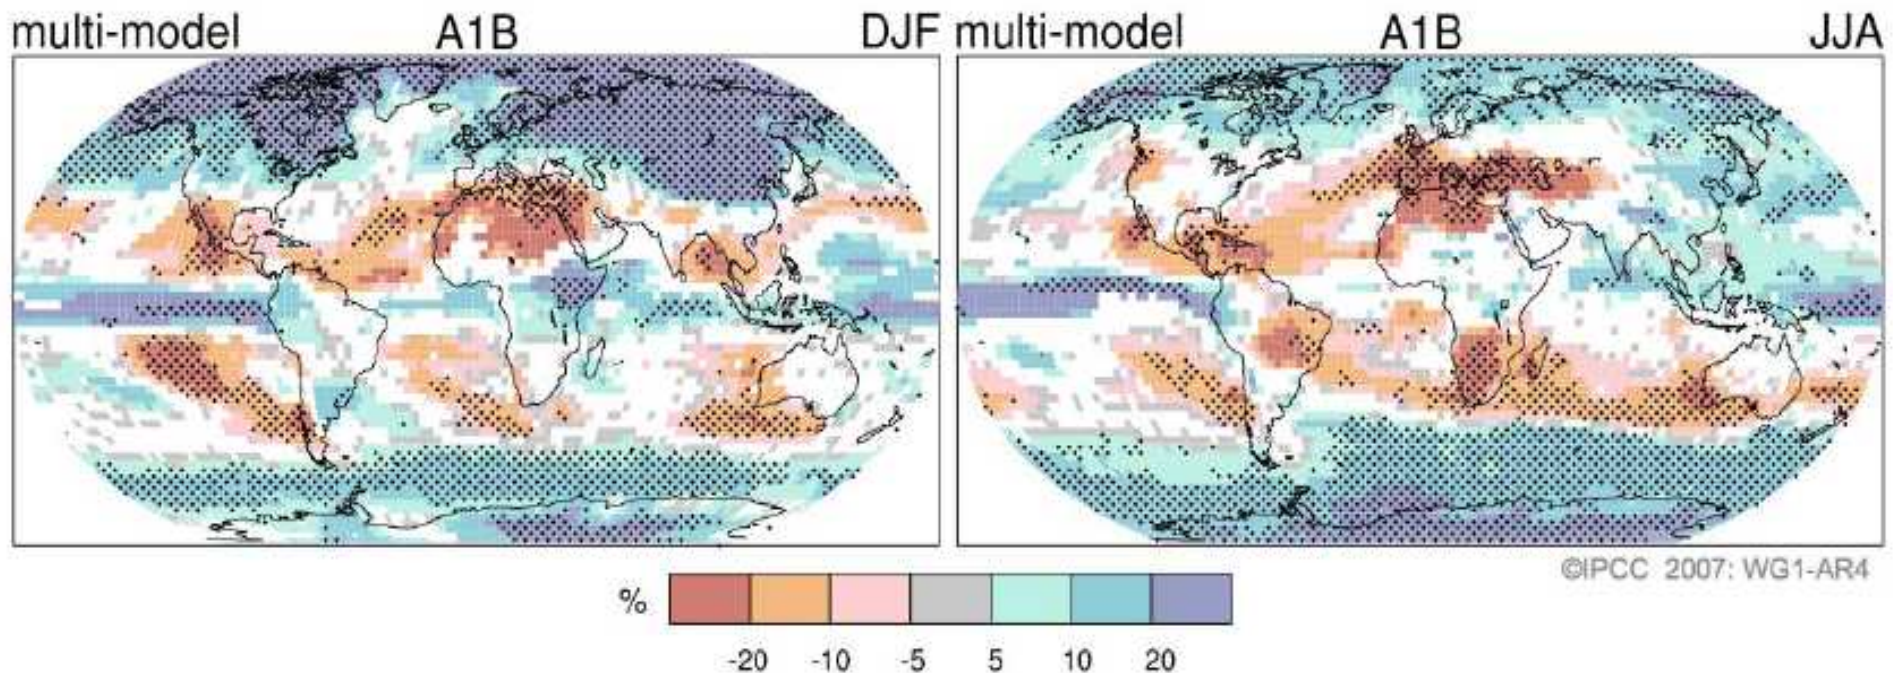 multi-model A1B DJF
multi-model A1B JJA
©IPCC 2007: WG1-AR4
%
-20 -10 -5 5 10 20